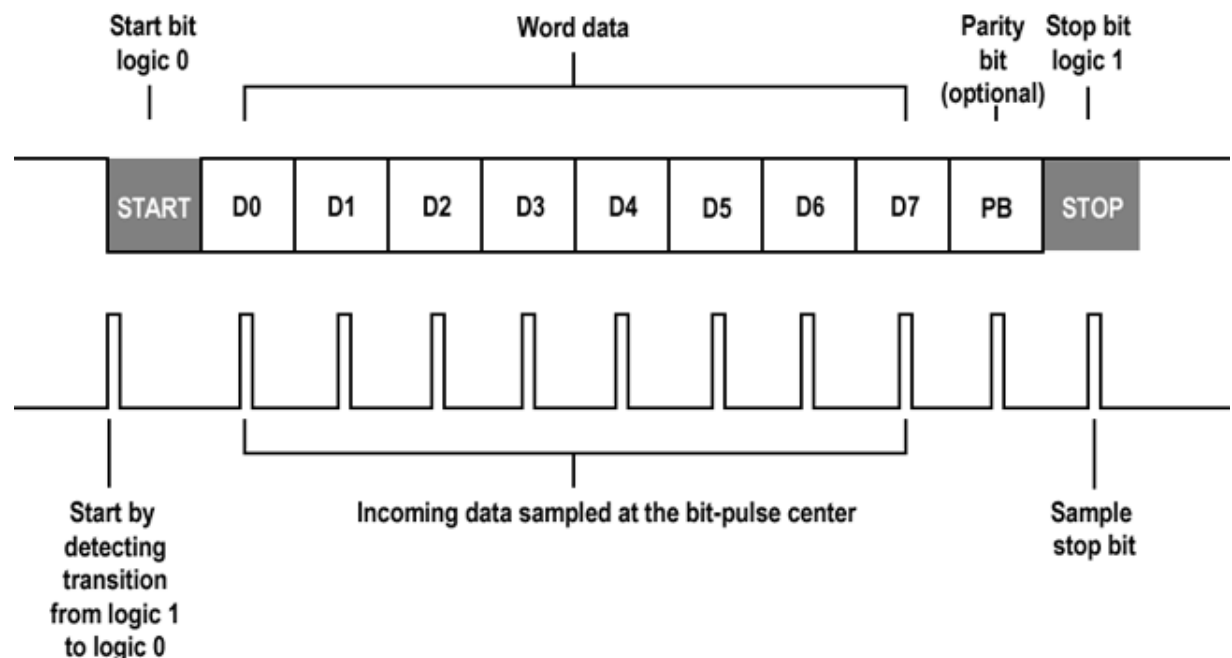 Start bit
logic 0
Word data
Parity
bit
(optional)
Stop bit
logic 1
START
D0
D1
D2
D3
D4
D5
D6
D7
PB
STOP
Start by
detecting
transition
from logic 1
to logic 0
Incoming data sampled at the bit-pulse center
Sample
stop bit